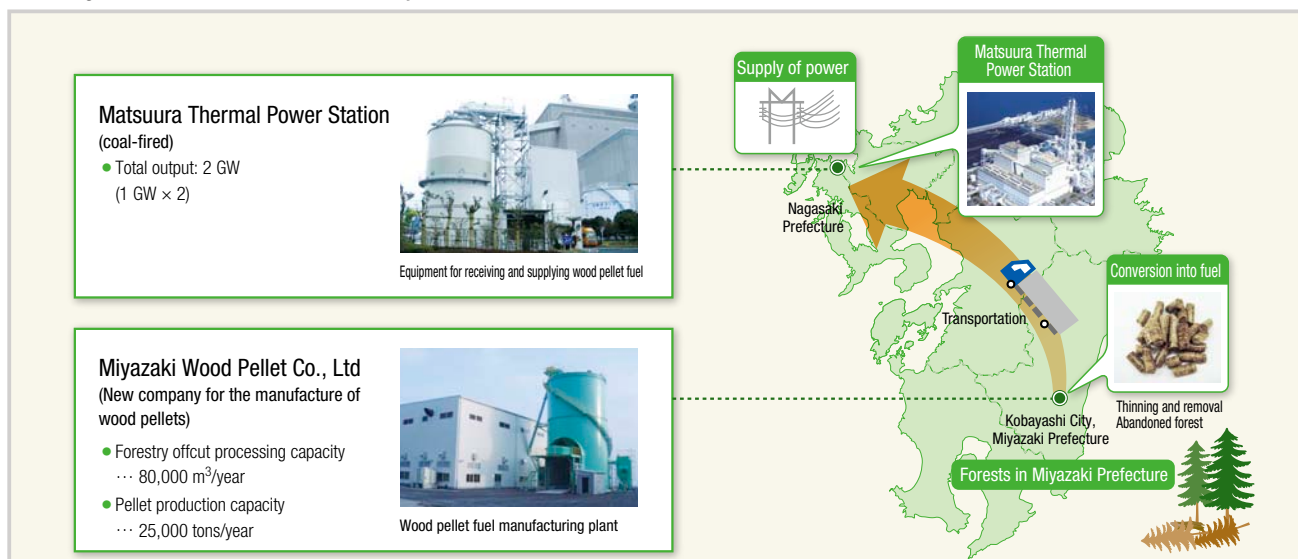 Matsuura Thermal Power Station
(coal-fired)
● Total output: 2 GW
(1 GW × 2)
Equipment for receiving and supplying wood pellet fuel
Miyazaki Wood Pellet Co., Ltd
(New company for the manufacture of
wood pellets)
● Forestry offcut processing capacity
··· 80,000 m³/year
● Pellet production capacity
··· 25,000 tons/year
Wood pellet fuel manufacturing plant
Supply of power
Matsuura Thermal
Power Station
Nagasaki
Prefecture
Transportation
Conversion into fuel
Kobayashi City,
Miyazaki Prefecture
Thinning and removal
Abandoned forest
Forests in Miyazaki Prefecture